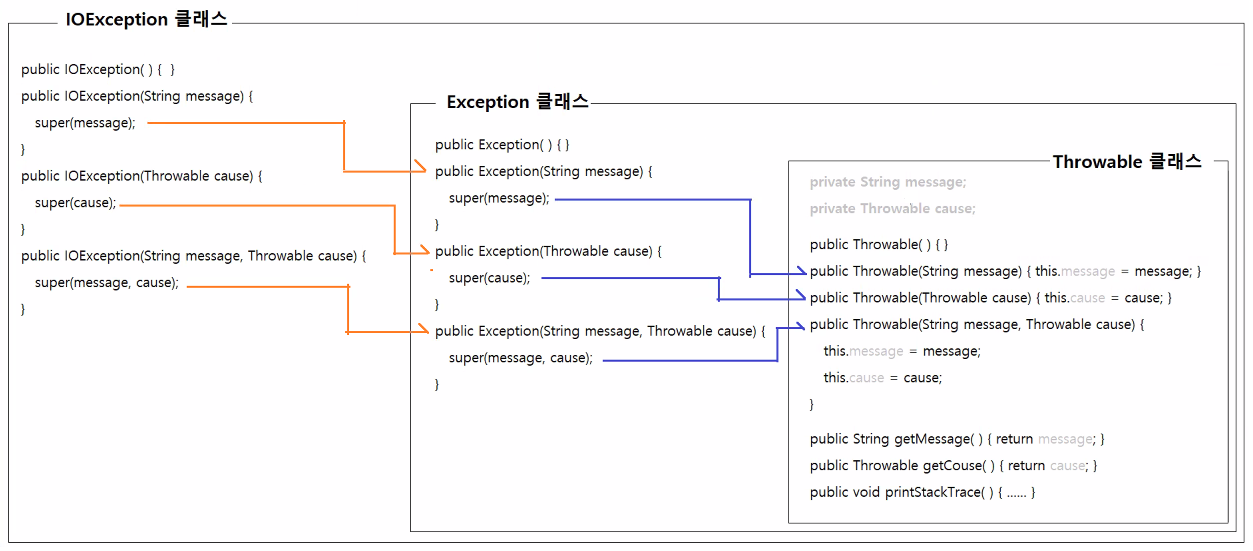 IOException 클래스
public IOException( ) {  }
public IOException(String message) {
super(message);
}
public IOException(Throwable cause) {
super(cause);
}
public IOException(String message, Throwable cause) {
super(message, cause);
}
Exception 클래스
public Exception( ) { }
public Exception(String message) {
super(message);
}
public Exception(Throwable cause) {
super(cause);
}
public Exception(String message, Throwable cause) {
super(message, cause);
}
Throwable 클래스
private String message;
private Throwable cause;
public Throwable( ) { }
public Throwable(String message) { this.message = message; }
public Throwable(Throwable cause) { this.cause = cause; }
public Throwable(String message, Throwable cause) {
this.message = message;
this.cause = cause;
}
public String getMessage( ) { return message; }
public Throwable getCouse( ) { return cause; }
public void printStackTrace( ) { ...... }